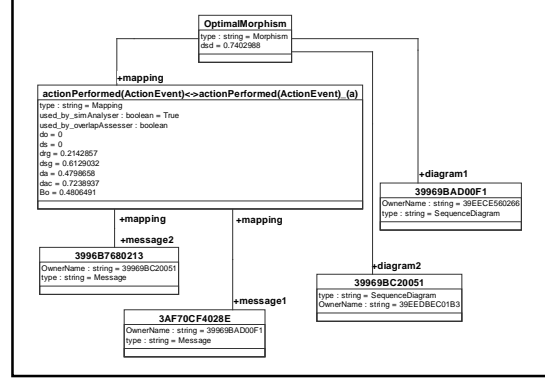 OptimalMorphism
type : string = Morphism
dsd = 0.7402988
+mapping
actionPerformed(ActionEvent)<->actionPerformed(ActionEvent)_(a)
type : string = Mapping
used_by_simAnalyser : boolean = True
used_by_overlapAssesser : boolean
do = 0
ds = 0
drg = 0.2142857
dsg = 0.6129032
da = 0.4798658
dac = 0.7238937
Bo = 0.4806491
+diagram1
39969BAD00F1
OwnerName : string = 39EECE560266
type : string = SequenceDiagram
+mapping
+mapping
+message2
3996B7680213
OwnerName : string = 39969BC20051
type : string = Message
+diagram2
39969BC20051
type : string = SequenceDiagram
OwnerName : string = 39EEDBEC01B3
+message1
3AF70CF4028E
OwnerName : string = 39969BAD00F1
type : string = Message